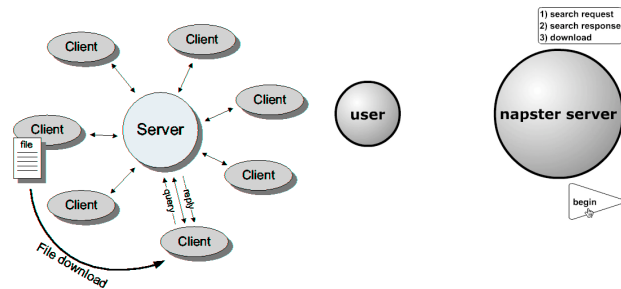 Client
Client
Client
Server
Client
file
Client
Client
query
reply
Client
File download
user
1) search request
2) search response
3) download
napster server
begin